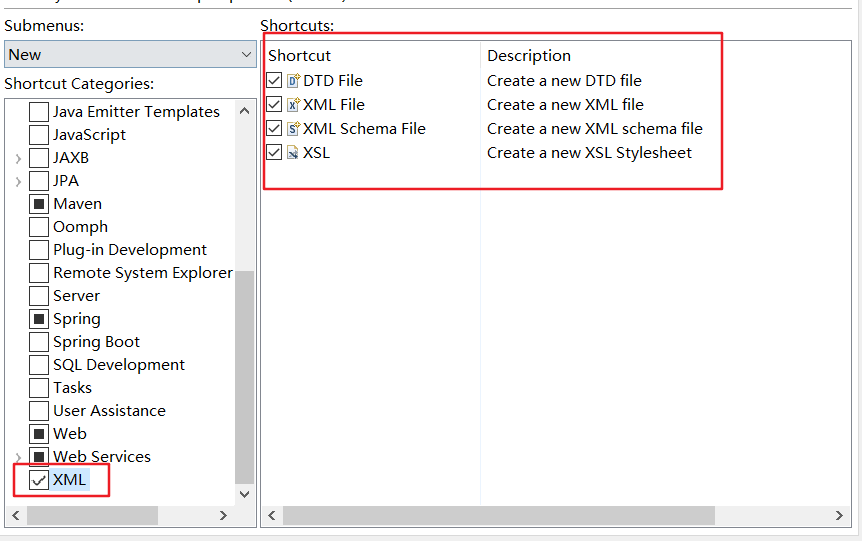 Submenus:
New
Shortcut Categories:
Java Emitter Templates
JavaScript
JAXB
JPA
Maven
Oomph
Plug-in Development
Remote System Explorer
Server
Spring
Spring Boot
SQL Development
Tasks
User Assistance
Web
Web Services
XML
Shortcuts:
Shortcut Description
DTD File Create a new DTD file
XML File Create a new XML file
XML Schema File Create a new XML schema file
XSL Create a new XSL Stylesheet